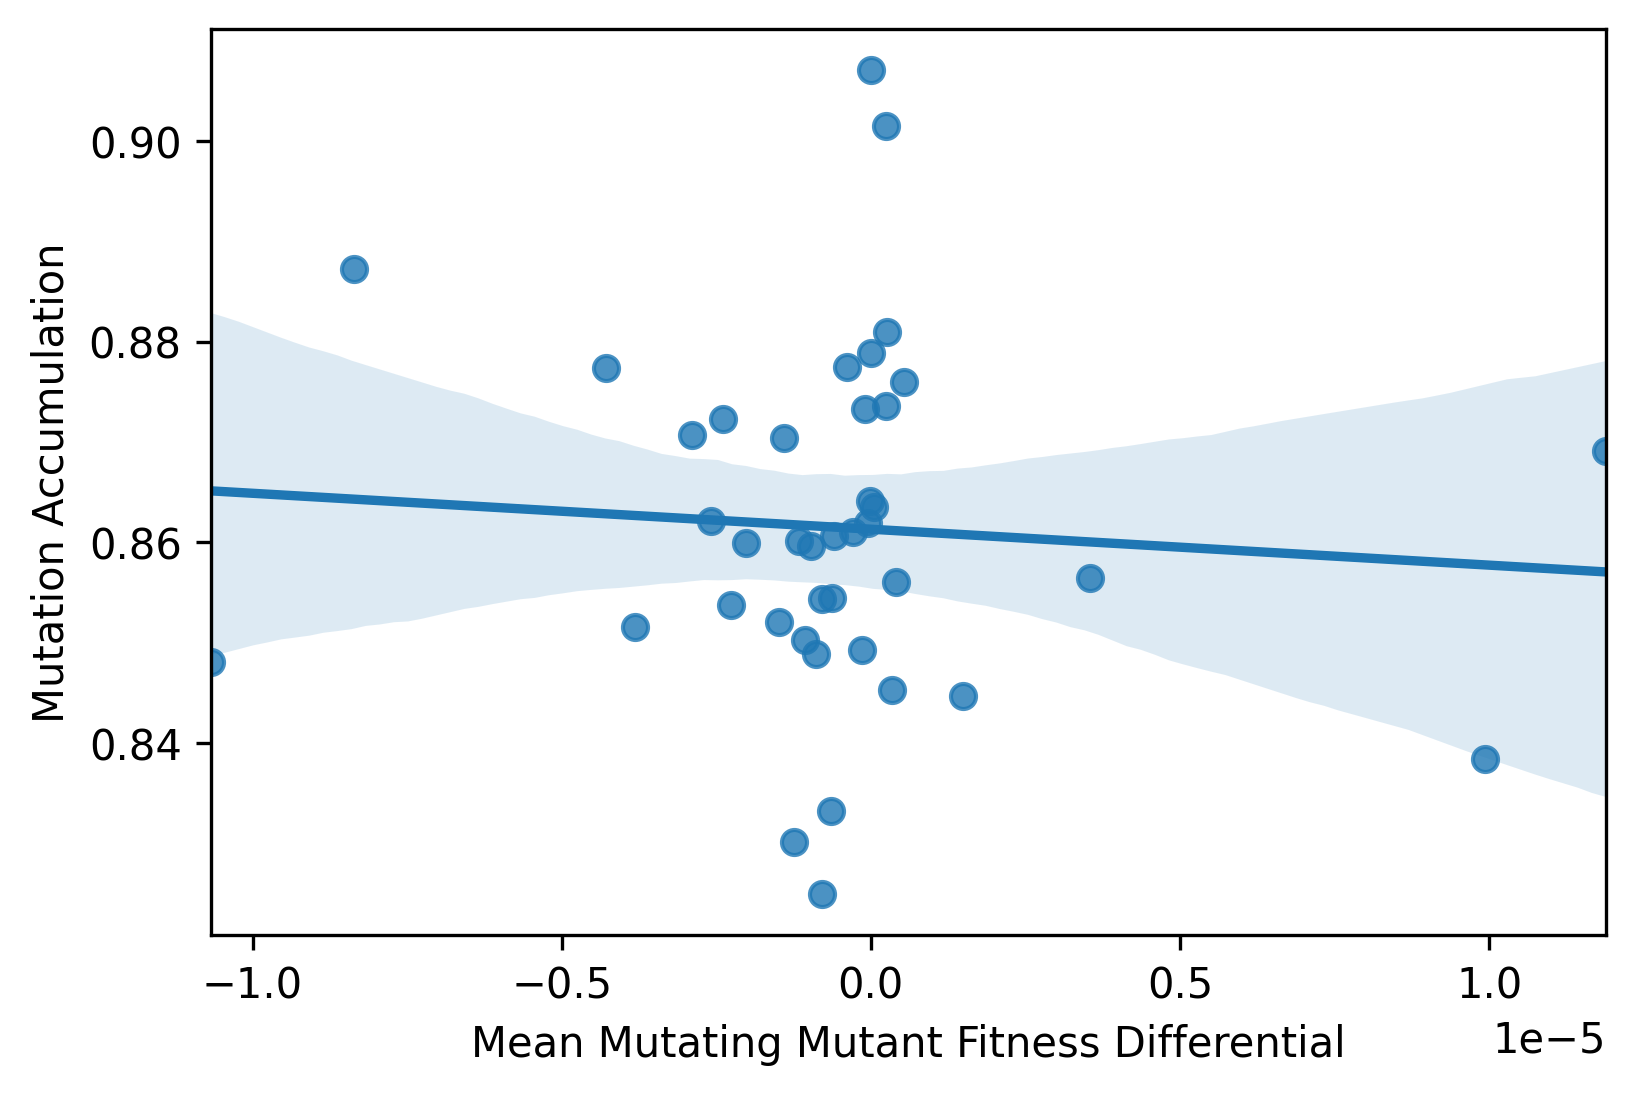 0.90
0.88
0.86
0.84
Mutation Accumulation
−1.0 −0.5 0.0 0.5 1.0
1e−5
Mean Mutating Mutant Fitness Differential